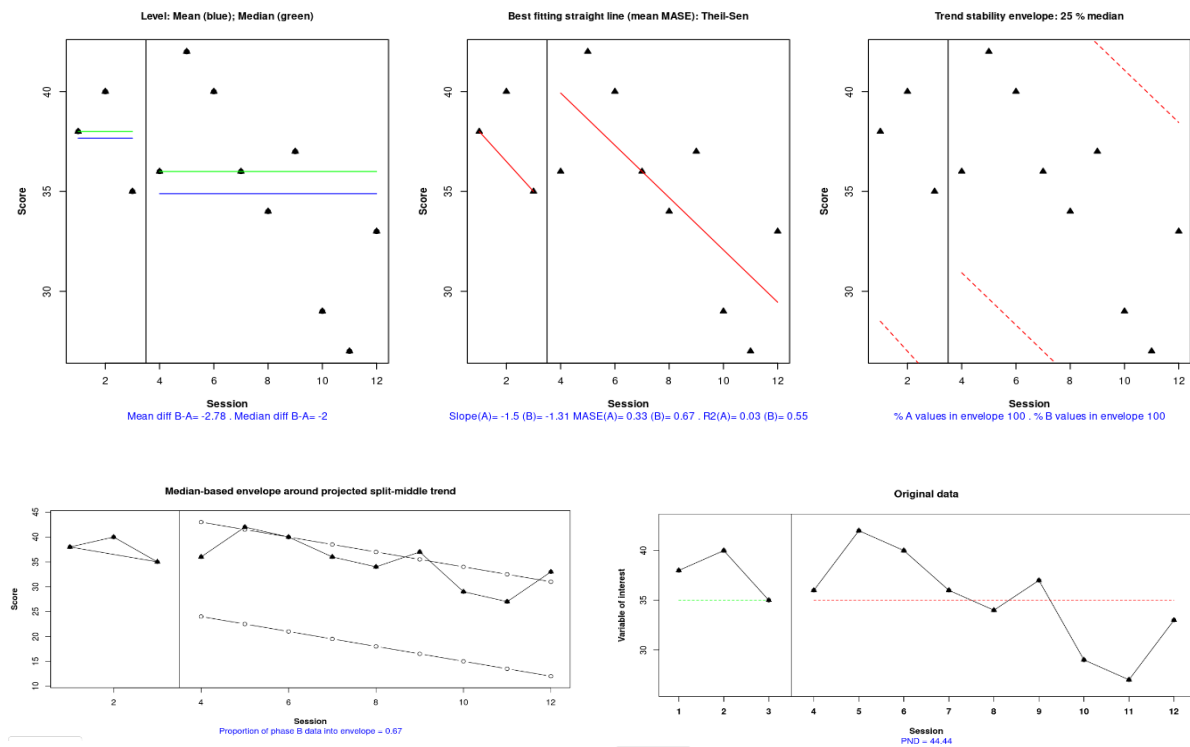 Level: Mean (blue); Median (green)
Score
30 35 40
2 4 6 8 10 12
Session
Mean diff B-A= -2.78 . Median diff B-A= -2
Best fitting straight line (mean MASE): Theil-Sen
Score
30 35 40
2 4 6 8 10 12
Session
Slope(A)= -1.5 (B)= -1.31 MASE(A)= 0.33 (B)= 0.67 . R2(A)= 0.03 (B)= 0.55
Trend stability envelope: 25 % median
Score
30 35 40
2 4 6 8 10 12
Session
% A values in envelope 100 . % B values in envelope 100
Median-based envelope around projected split-middle trend
Score
10 15 20 25 30 35 40 45
2 4 6 8 10 12
Session
Proportion of phase B data into envelope = 0.67
Original data
Variable of interest
30 35 40
1 2 3 4 5 6 7 8 9 10 11 12
Session
PND = 44.44